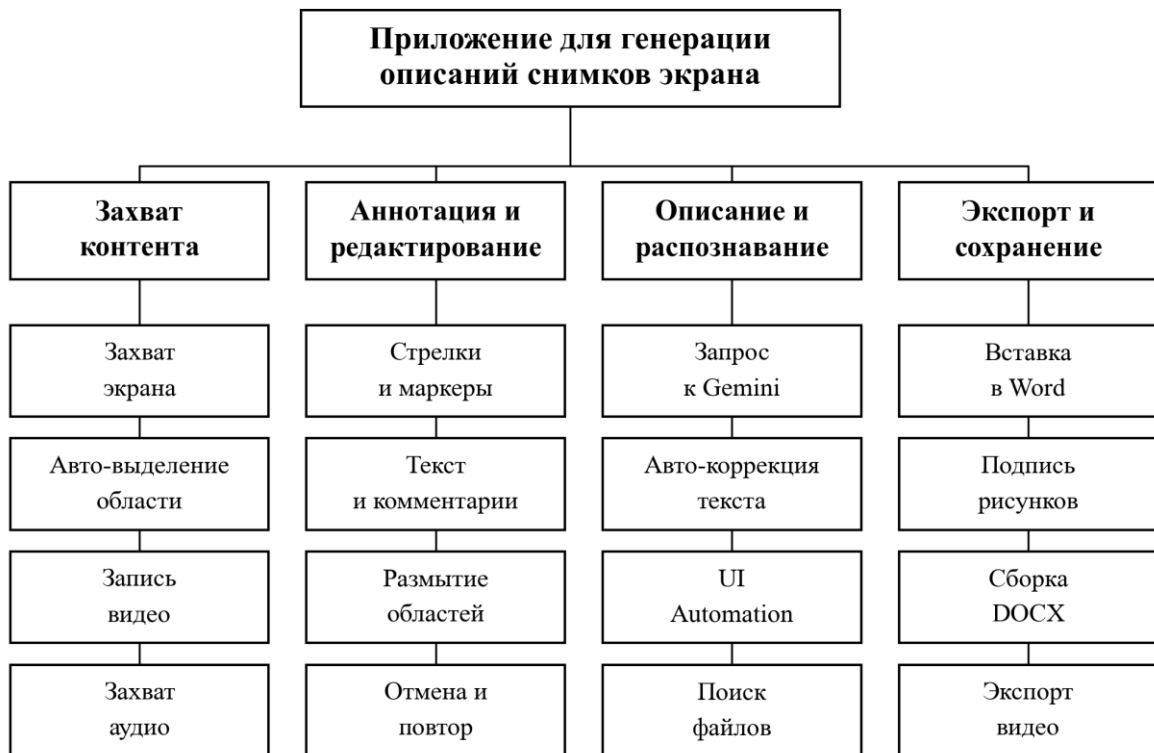 Приложение для генерации
описаний снимков экрана
Захват
контента
Аннотация и
редактирование
Описание и
распознавание
Экспорт и
сохранение
Захват
экрана
Стрелки
и маркеры
Запрос
к Gemini
Вставка
в Word
Авто-выделение
области
Текст
и комментарии
Авто-коррекция
текста
Подпись
рисунков
Запись
видео
Размытие
областей
UI
Automation
Сборка
DOCX
Захват
аудио
Отмена и
повтор
Поиск
файлов
Экспорт
видео